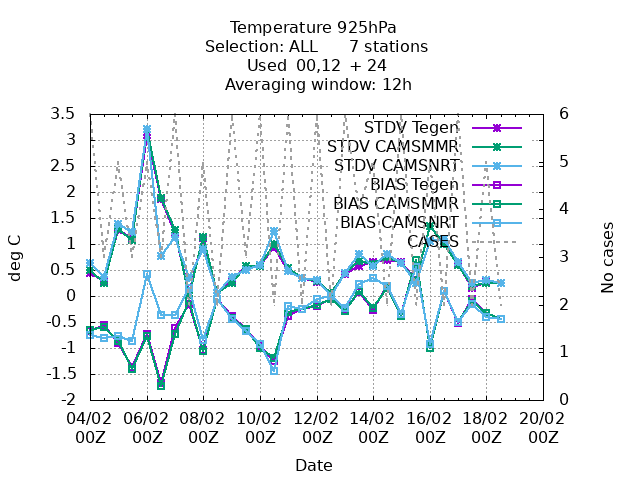 Temperature 925hPa
Selection: ALL 7 stations
Used 00,12 + 24
Averaging window: 12h
3.5 6
STDV Tegen
3
STDV CAMSMMR
2.5 5
STDV CAMSNRT
2
BIAS Tegen
BIAS CAMSMMR
1.5 4
BIAS CAMSNRT
1
CASES
deg C
No cases
0.5 3
0
-0.5 2
-1 1
-1.5
-2 0
04/02 06/02 08/02 10/02 12/02 14/02 16/02 18/02 20/02
00Z 00Z 00Z 00Z 00Z 00Z 00Z 00Z 00Z
Date